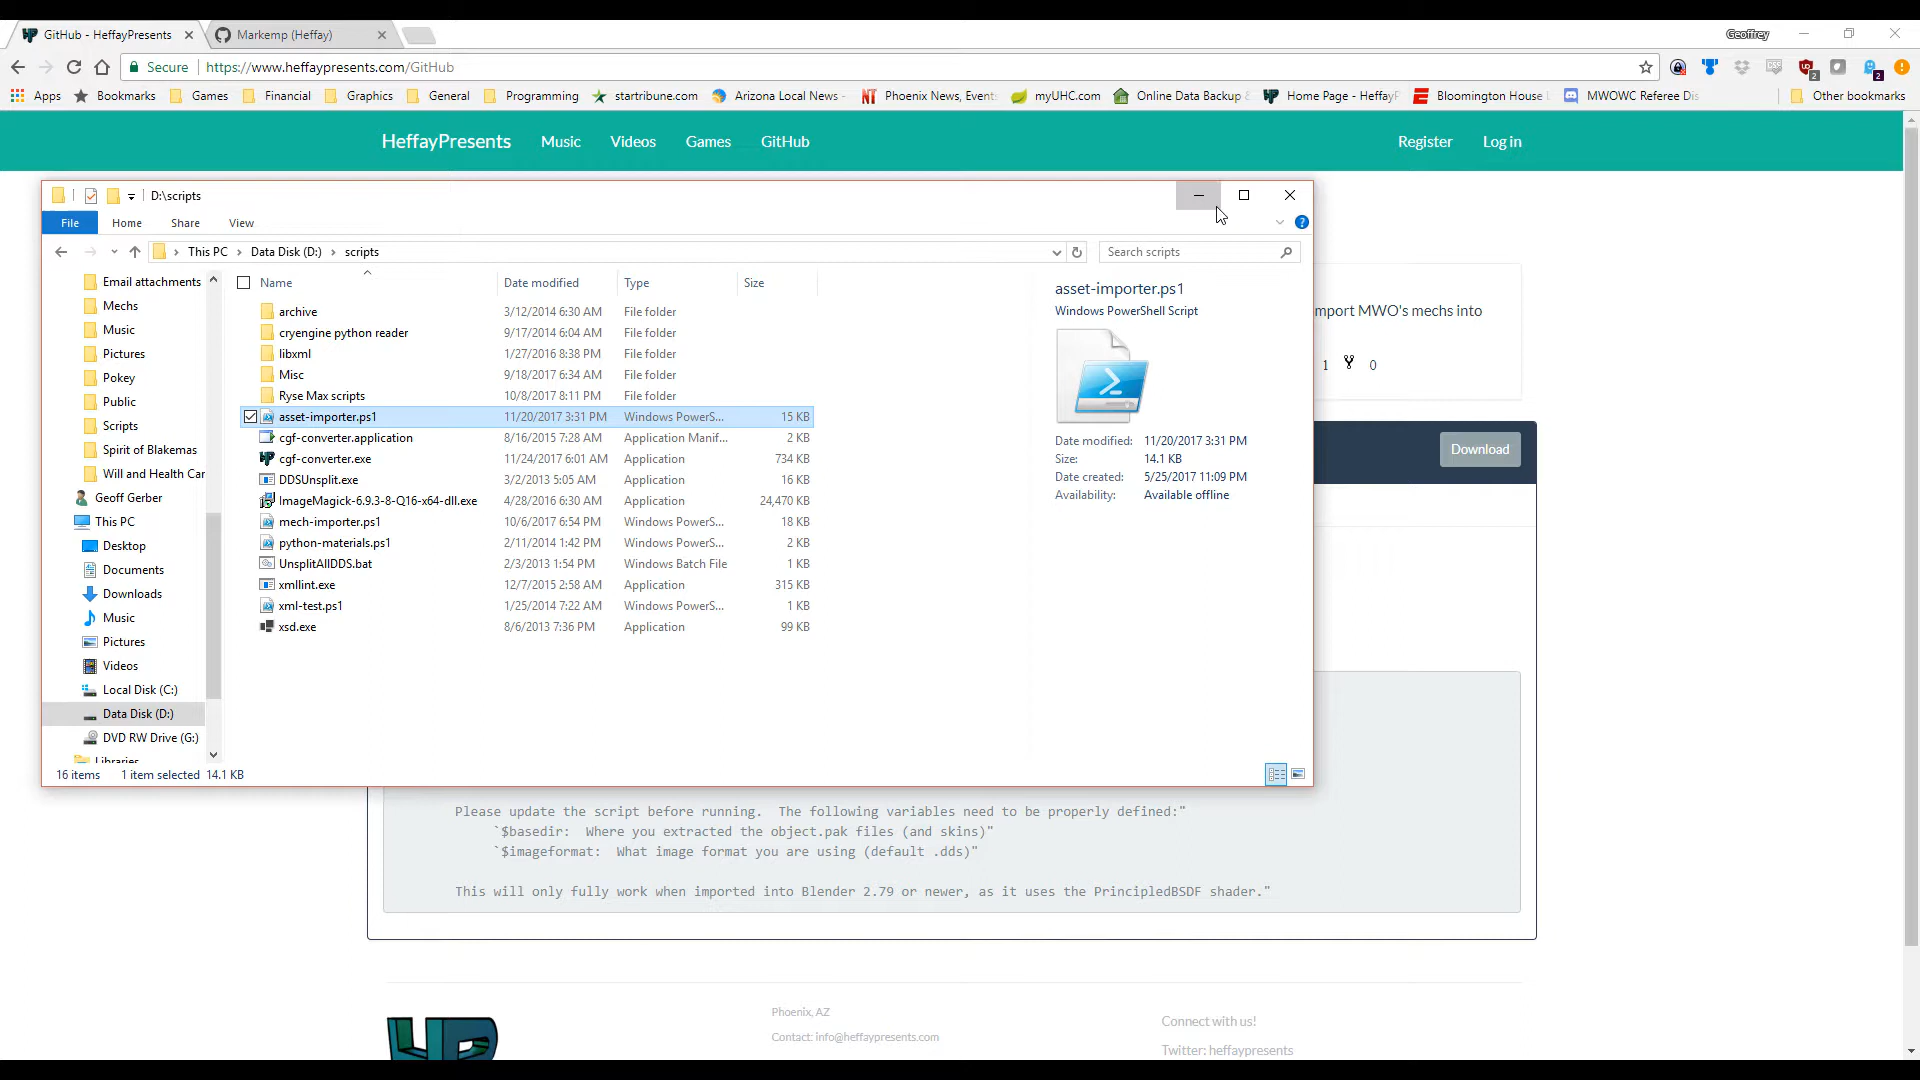 GitHub - HeffayPresents
Markemp (Heffay)
Geoffrey
Secure https://www.heffaypresents.com/GitHub
Apps Bookmarks Games Financial Graphics General Programming startribune.com Arizona Local News - Phoenix News, Event: myUHC.com Online Data Backup Home Page - HeffayP Bloomington House L MWOWC Referee Dis Other bookmarks
HeffayPresents Music Videos Games GitHub Register Log in
D:\scripts
File Home Share View
This PC Data Disk (D:) scripts Search scripts
Name Date modified Type Size
Email attachments
Mechs
Music
Pictures
Pokey
Public
Scripts
Spirit of Blakemas
Will and Health Car
Geoff Gerber
This PC
Desktop
Documents
Downloads
Music
Pictures
Videos
Local Disk (C:)
Data Disk (D:)
DVD RW Drive (G:)
Libraries
archive 3/12/2014 6:30 AM File folder
cryengine python reader 9/17/2014 6:04 AM File folder
libxml 1/27/2016 8:38 PM File folder
Misc 9/18/2017 6:34 AM File folder
Ryse Max scripts 10/8/2017 8:11 PM File folder
asset-importer.ps1 11/20/2017 3:31 PM Windows PowerS... 15 KB
cgf-converter.application 8/16/2015 7:28 AM Application Manif... 2 KB
cgf-converter.exe 11/24/2017 6:01 AM Application 734 KB
DDSUnsplit.exe 3/2/2013 5:05 AM Application 16 KB
ImageMagick-6.9.3-8-Q16-x64-dll.exe 4/28/2016 6:30 AM Application 24,470 KB
mech-importer.ps1 10/6/2017 6:54 PM Windows PowerS... 18 KB
python-materials.ps1 2/11/2014 1:42 PM Windows PowerS... 2 KB
UnsplitAllDDS.bat 2/3/2013 1:54 PM Windows Batch File 1 KB
xmllint.exe 12/7/2015 2:58 AM Application 315 KB
xml-test.ps1 1/25/2014 7:22 AM Windows PowerS... 1 KB
xsd.exe 8/6/2013 7:36 PM Application 99 KB
asset-importer.ps1
Windows PowerShell Script
Date modified: 11/20/2017 3:31 PM
Size: 14.1 KB
Date created: 5/25/2017 11:09 PM
Availability: Available offline
16 items 1 item selected 14.1 KB
mport MWO's mechs into
1 0
Download
Please update the script before running. The following variables need to be properly defined:"
`$basedir: Where you extracted the object.pak files (and skins)"
`$imageformat: What image format you are using (default .dds)"
This will only fully work when imported into Blender 2.79 or newer, as it uses the PrincipledBSDF shader."
Phoenix, AZ
Contact: info@heffaypresents.com
Connect with us!
Twitter: heffaypresents